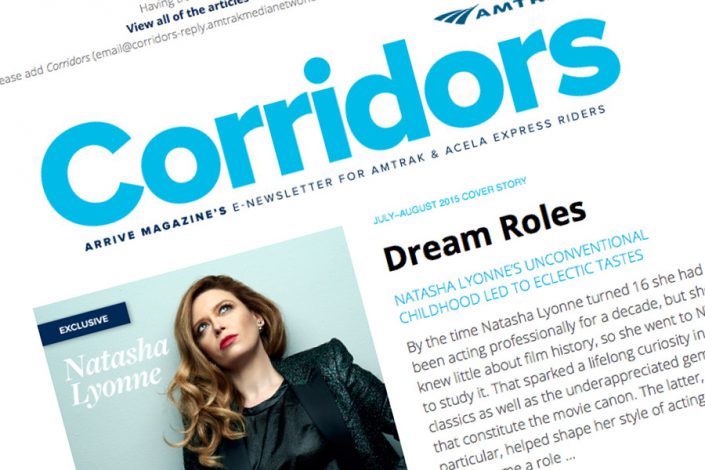 Having
View all of the articles
AMTRAK
add Corridors (email@corridors-reply.amtrakmedianetwork
Corridors
ARRIVE MAGAZINE'S E-NEWSLETTER FOR AMTRAK & ACELA EXPRESS RIDERS
JULY–AUGUST 2015 COVER STORY
Dream Roles
NATASHA LYONNE'S UNCONVENTIONAL
CHILDHOOD LED TO ECLECTIC TASTES
EXCLUSIVE
Natasha
Lyonne
By the time Natasha Lyonne turned 16 she had
been acting professionally for a decade, but she
knew little about film history, so she went to
to study it. That sparked a lifelong curiosity in
classics as well as the underappreciated
that constitute the movie canon. The latter,
particular, helped shape her style of acting
me a role ...